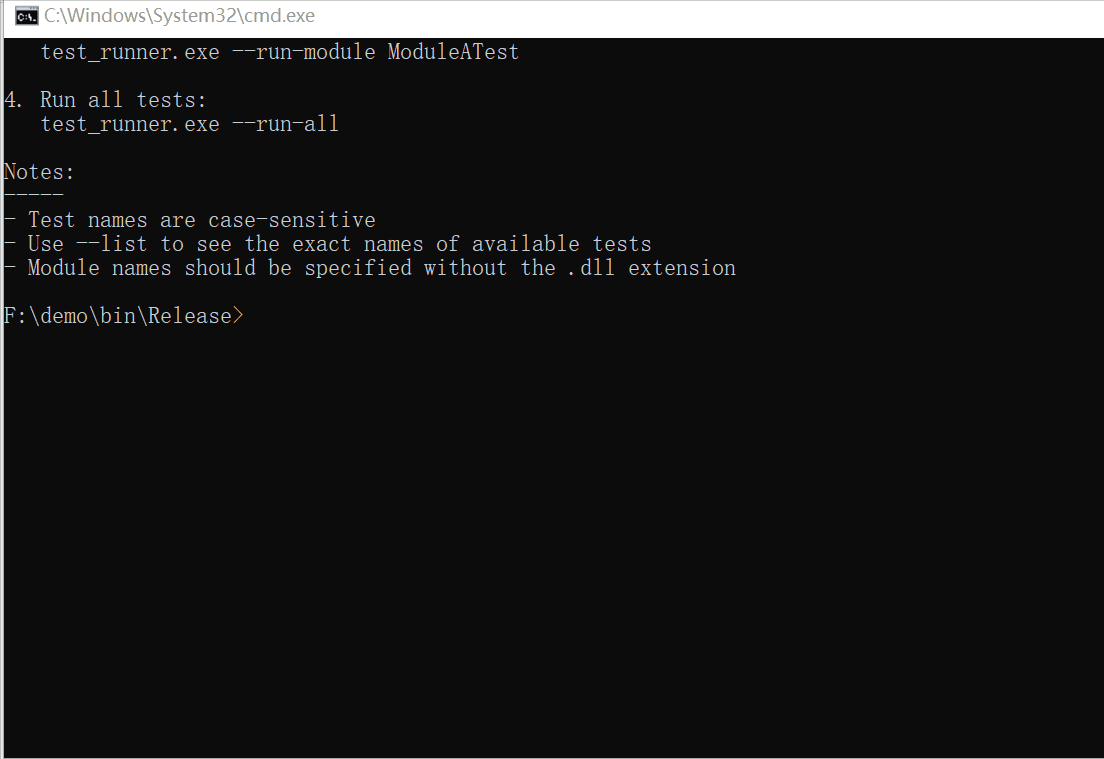 C:\Windows\System32\cmd.exe
test_runner.exe --run-module ModuleATest
4. Run all tests:
test_runner.exe --run-all
Notes:
-----
- Test names are case-sensitive
- Use --list to see the exact names of available tests
- Module names should be specified without the .dll extension
F:\demo\bin\Release>